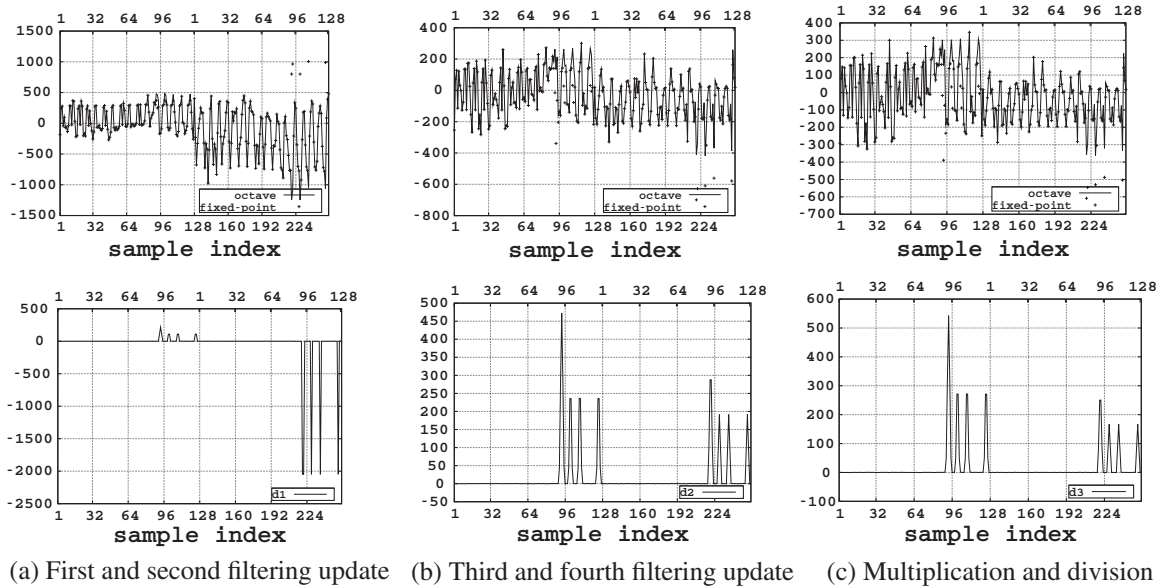 1 32 64 96 1 32 64 96 128
1500
1000
500
0
-500
-1000
-1500
octave
fixed-point
1 32 64 96 128 160 192 224
sample index
1 32 64 96 1 32 64 96 128
400
200
0
-200
-400
-600
-800
octave
fixed-point
1 32 64 96 128 160 192 224
sample index
1 32 64 96 1 32 64 96 128
400
300
200
100
0
-100
-200
-300
-400
-500
-600
-700
octave
fixed-point
1 32 64 96 128 160 192 224
sample index
1 32 64 96 1 32 64 96 128
500
0
-500
-1000
-1500
-2000
-2500
d1
1 32 64 96 128 160 192 224
sample index
1 32 64 96 1 32 64 96 128
500
450
400
350
300
250
200
150
100
50
0
-50
d2
1 32 64 96 128 160 192 224
sample index
1 32 64 96 1 32 64 96 128
600
500
400
300
200
100
0
-100
d3
1 32 64 96 128 160 192 224
sample index
(a) First and second filtering update
(b) Third and fourth filtering update
(c) Multiplication and division